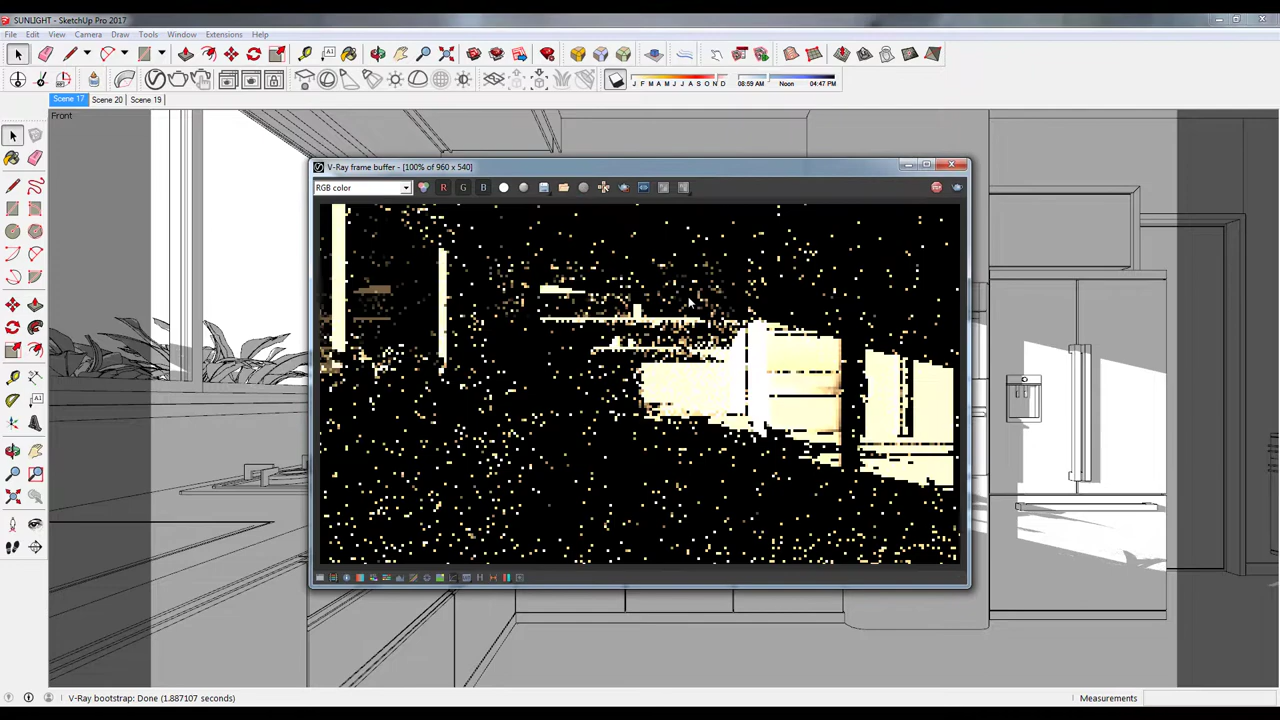 SUNLIGHT - SketchUp Pro 2017
File Edit View Camera Draw Tools Window Extensions Help
J F M A M J J A S O N D 08:59 AM Noon 04:47 PM
Scene 17 Scene 20 Scene 19
Front
V-Ray frame buffer - [100% of 960 x 540]
RGB color R G B
V-Ray bootstrap: Done (1.887107 seconds)
Measurements